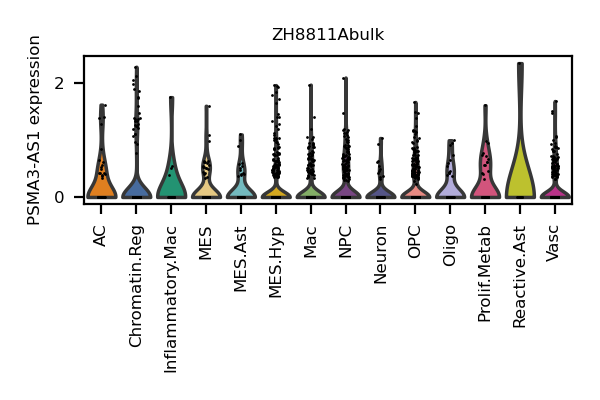 ZH8811Abulk
PSMA3-AS1 expression
2
0
AC
Chromatin.Reg
Inflammatory.Mac
MES
MES.Ast
MES.Hyp
Mac
NPC
Neuron
OPC
Oligo
Prolif.Metab
Reactive.Ast
Vasc